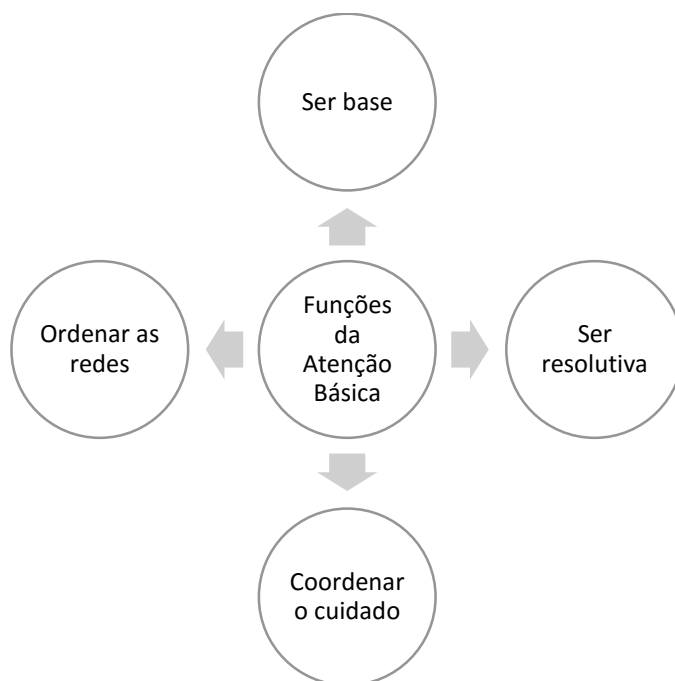 Ser base
Ordenar as
redes
Funções
da
Atenção
Básica
Ser
resolutiva
Coordenar
o cuidado